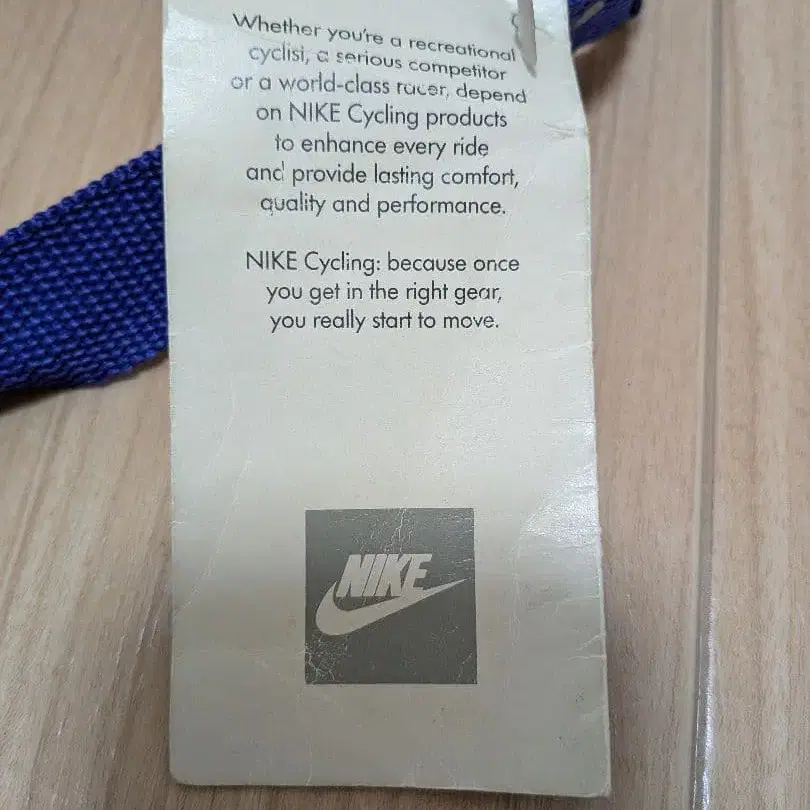 Whether you're a recreational
cyclist, a serious competitor
or a world-class racer, depend
on NIKE Cycling products
to enhance every ride
and provide lasting comfort,
quality and performance.
NIKE Cycling: because once
you get in the right gear,
you really start to move.
NIKE